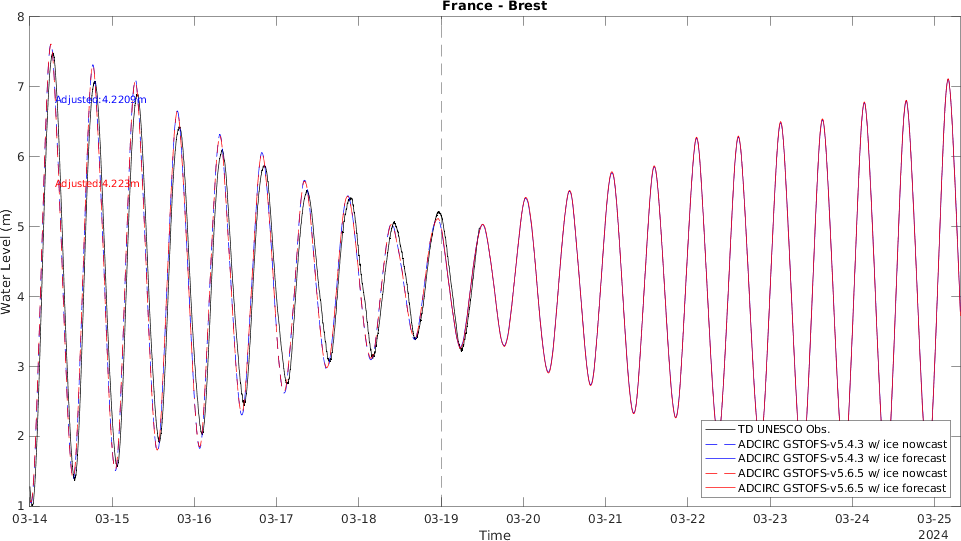 France - Brest
8
7
6
5
4
3
2
1
Water Level (m)
Adjusted:4.2209m
Adjusted:4.223m
TD UNESCO Obs.
ADCIRC GSTOFS-v5.4.3 w/ ice nowcast
ADCIRC GSTOFS-v5.4.3 w/ ice forecast
ADCIRC GSTOFS-v5.6.5 w/ ice nowcast
ADCIRC GSTOFS-v5.6.5 w/ ice forecast
03-14 03-15 03-16 03-17 03-18 03-19 03-20 03-21 03-22 03-23 03-24 03-25
Time
2024